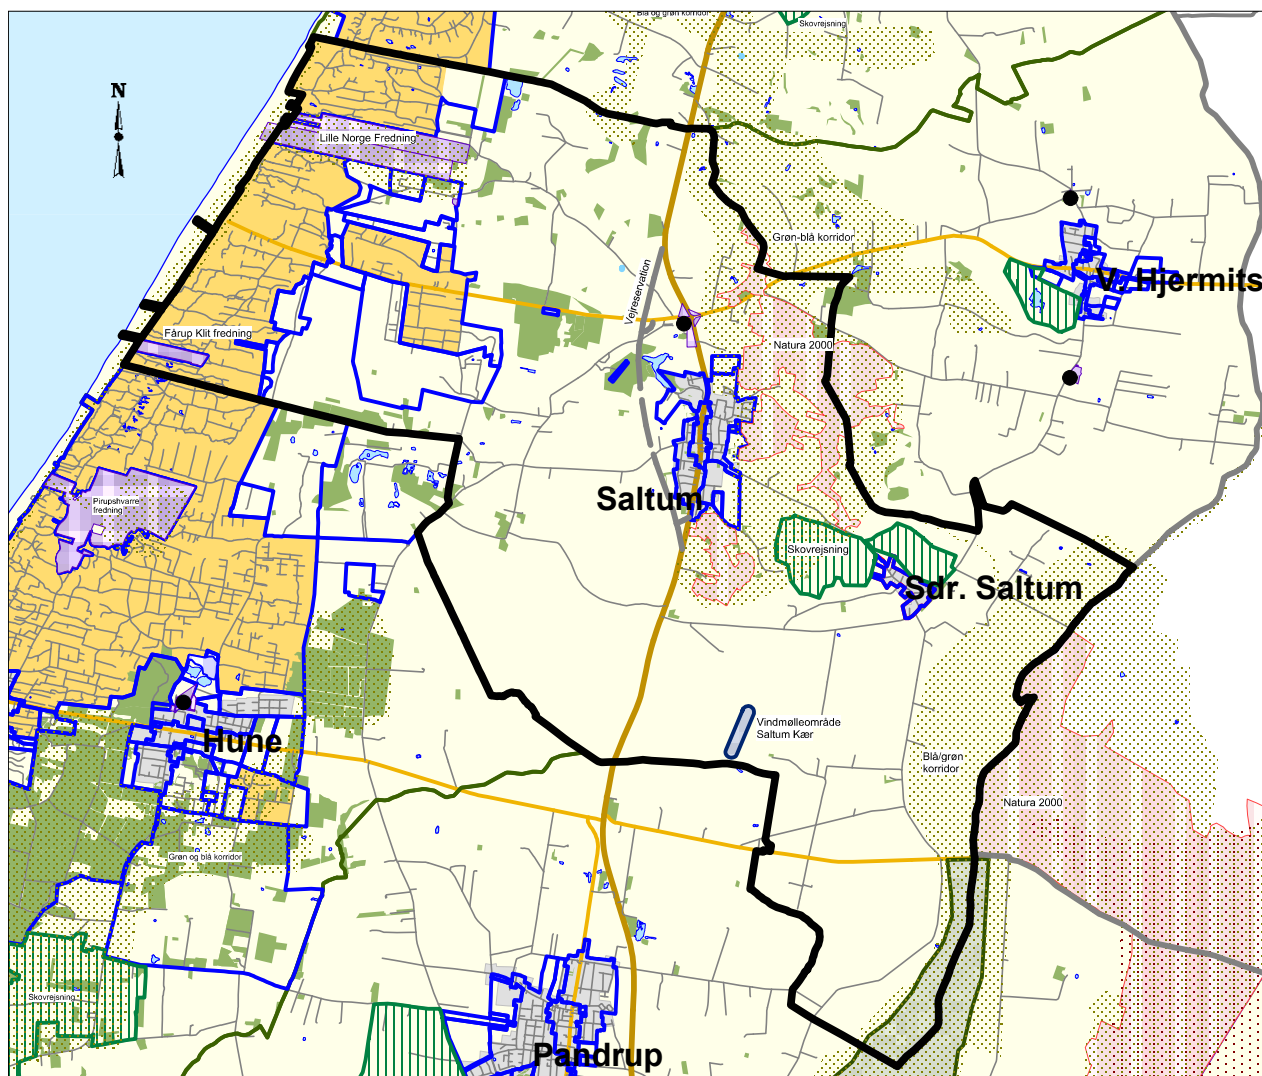 Blå og grøn korridor
Skovrejsning
N
Lille Norge Fredning
Grøn-blå korridor
V. Hjermits
Vejreservation
Fårup Klit fredning
Natura 2000
Pirupshvarre
fredning
Saltum
Skovrejsning
Sdr. Saltum
Vindmølleområde
Saltum Kær
Hune
Blå/grøn
korridor
Natura 2000
Grøn og blå korridor
Skovrejsning
Pandrup